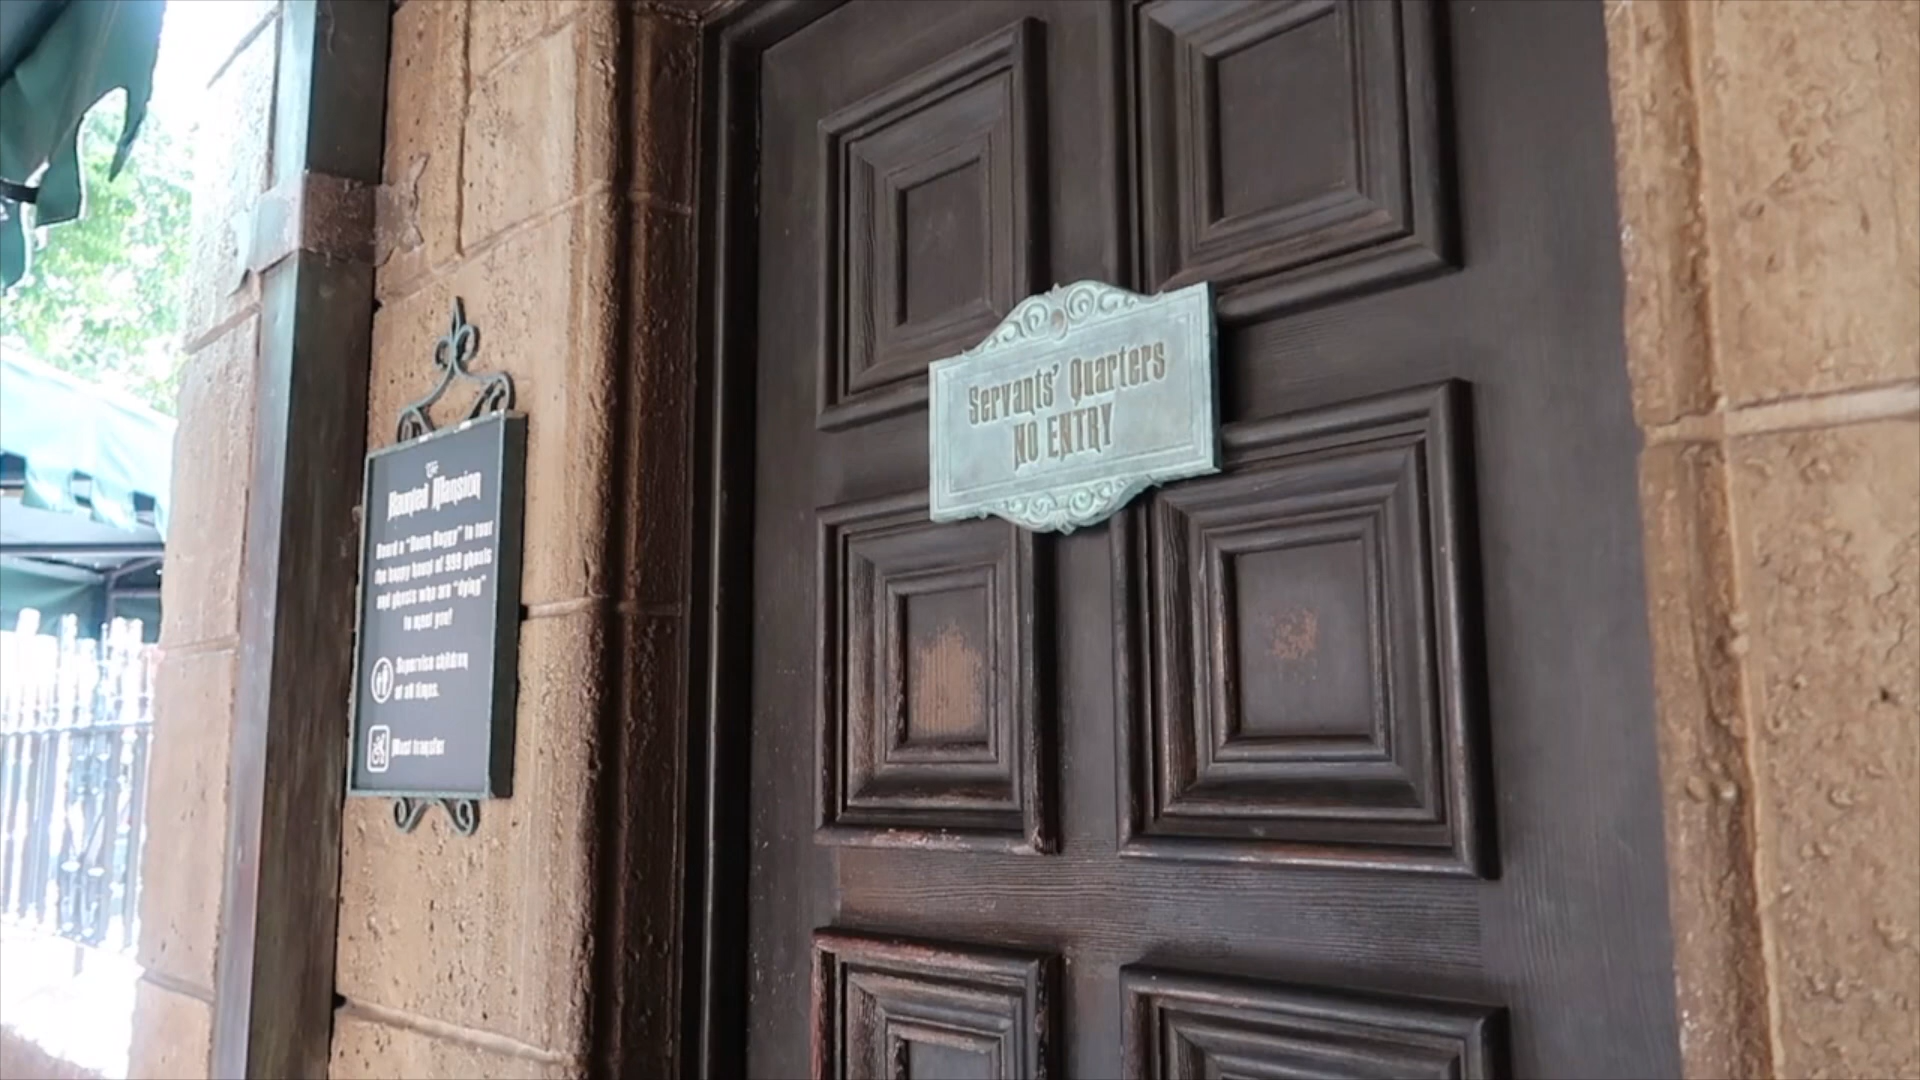 The
Haunted Mansion
Board a "Doom Buggy" to tour
the happy haunt of 999 ghosts
and ghosts who are "dying"
to meet you!
Supervise children
at all times.
Must transfer
Servants' Quarters
NO ENTRY